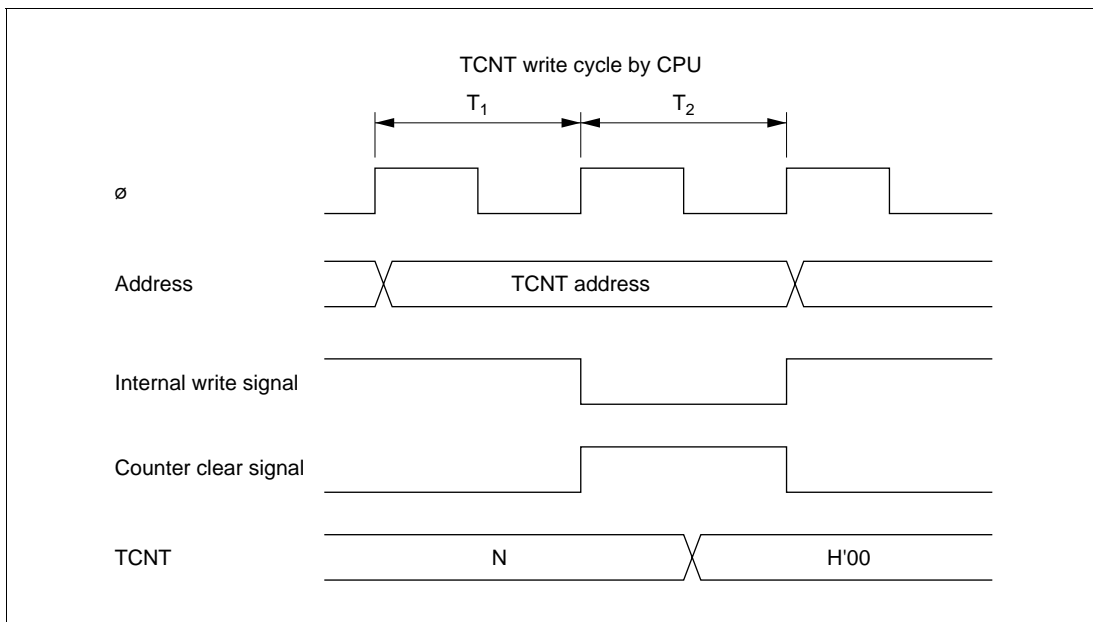 TCNT write cycle by CPU
T1 T2
ø
Address TCNT address
Internal write signal
Counter clear signal
TCNT N H'00